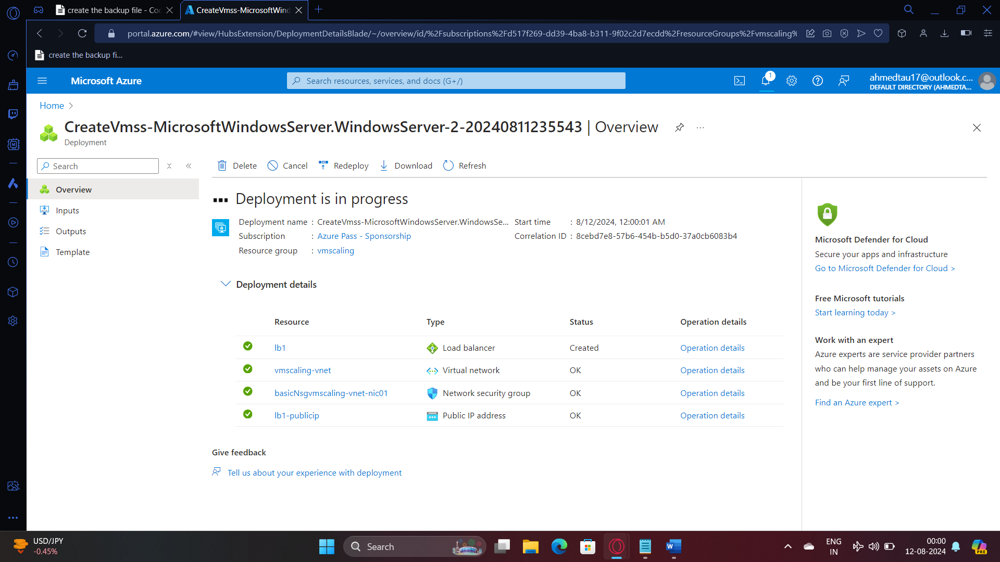 create the backup file - Coo
CreateVmss-MicrosoftWind
portal.azure.com/#view/HubsExtension/DeploymentDetailsBlade/~/overview/id/%2Fsubscriptions%2Fd517f269-dd39-4ba8-b311-9f02c2d7ecdd%2FresourceGroups%2Fvmscaling%
create the backup fi...
Microsoft Azure
Search resources, services, and docs (G+/)
1
ahmedtau17@outlook.c...
DEFAULT DIRECTORY (AHMEDTA...
Home >
CreateVmss-MicrosoftWindowsServer.WindowsServer-2-20240811235543 | Overview
Deployment
Search
Delete
Cancel
Redeploy
Download
Refresh
Overview
Inputs
Outputs
Template
Deployment is in progress
Deployment name : CreateVmss-MicrosoftWindowsServer.WindowsSe...
Subscription : Azure Pass - Sponsorship
Resource group : vmscaling
Start time : 8/12/2024, 12:00:01 AM
Correlation ID : 8cebd7e8-57b6-454b-b5d0-37a0cb6083b4
Deployment details
Resource Type Status Operation details
lb1 Load balancer Created Operation details
vmscaling-vnet Virtual network OK Operation details
basicNsgvmscaling-vnet-nic01 Network security group OK Operation details
lb1-publicip Public IP address OK Operation details
Give feedback
Tell us about your experience with deployment
Microsoft Defender for Cloud
Secure your apps and infrastructure
Go to Microsoft Defender for Cloud >
Free Microsoft tutorials
Start learning today >
Work with an expert
Azure experts are service provider partners
who can help manage your assets on Azure
and be your first line of support.
Find an Azure expert >
USD/JPY
-0.45%
Search
ENG
IN
00:00
12-08-2024
PRE